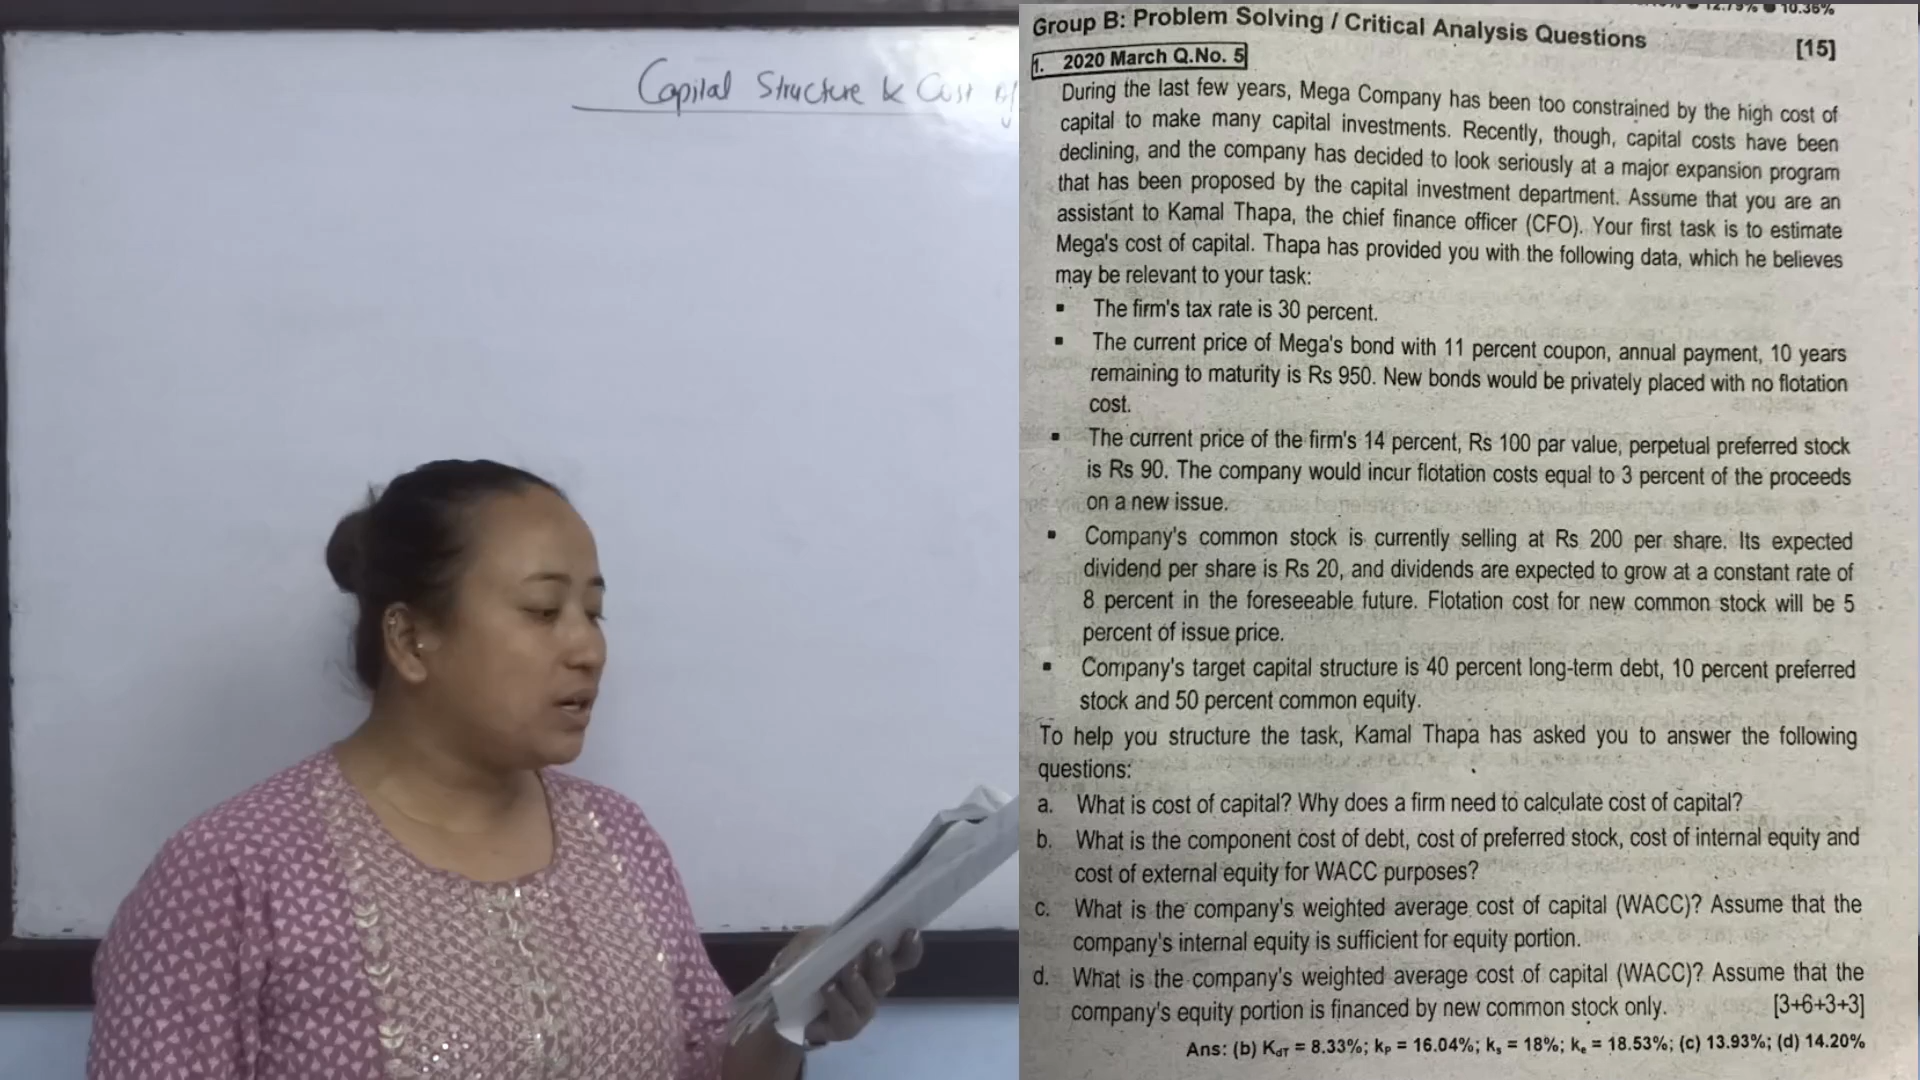 Capital Structure & Cost of
12.79% 10.36%
Group B: Problem Solving / Critical Analysis Questions
1. 2020 March Q.No. 5 [15]
During the last few years, Mega Company has been too constrained by the high cost of
capital to make many capital investments. Recently, though, capital costs have been
declining, and the company has decided to look seriously at a major expansion program
that has been proposed by the capital investment department. Assume that you are an
assistant to Kamal Thapa, the chief finance officer (CFO). Your first task is to estimate
Mega's cost of capital. Thapa has provided you with the following data, which he believes
may be relevant to your task:
▪ The firm's tax rate is 30 percent.
▪ The current price of Mega's bond with 11 percent coupon, annual payment, 10 years
remaining to maturity is Rs 950. New bonds would be privately placed with no flotation
cost.
▪ The current price of the firm's 14 percent, Rs 100 par value, perpetual preferred stock
is Rs 90. The company would incur flotation costs equal to 3 percent of the proceeds
on a new issue.
▪ Company's common stock is currently selling at Rs 200 per share. Its expected
dividend per share is Rs 20, and dividends are expected to grow at a constant rate of
8 percent in the foreseeable future. Flotation cost for new common stock will be 5
percent of issue price.
▪ Company's target capital structure is 40 percent long-term debt, 10 percent preferred
stock and 50 percent common equity.
To help you structure the task, Kamal Thapa has asked you to answer the following
questions:
a. What is cost of capital? Why does a firm need to calculate cost of capital?
b. What is the component cost of debt, cost of preferred stock, cost of internal equity and
cost of external equity for WACC purposes?
c. What is the company's weighted average cost of capital (WACC)? Assume that the
company's internal equity is sufficient for equity portion.
d. What is the company's weighted average cost of capital (WACC)? Assume that the
company's equity portion is financed by new common stock only. [3+6+3+3]
Ans: (b) KdT = 8.33%; kP = 16.04%; ks = 18%; ke = 18.53%; (c) 13.93%; (d) 14.20%